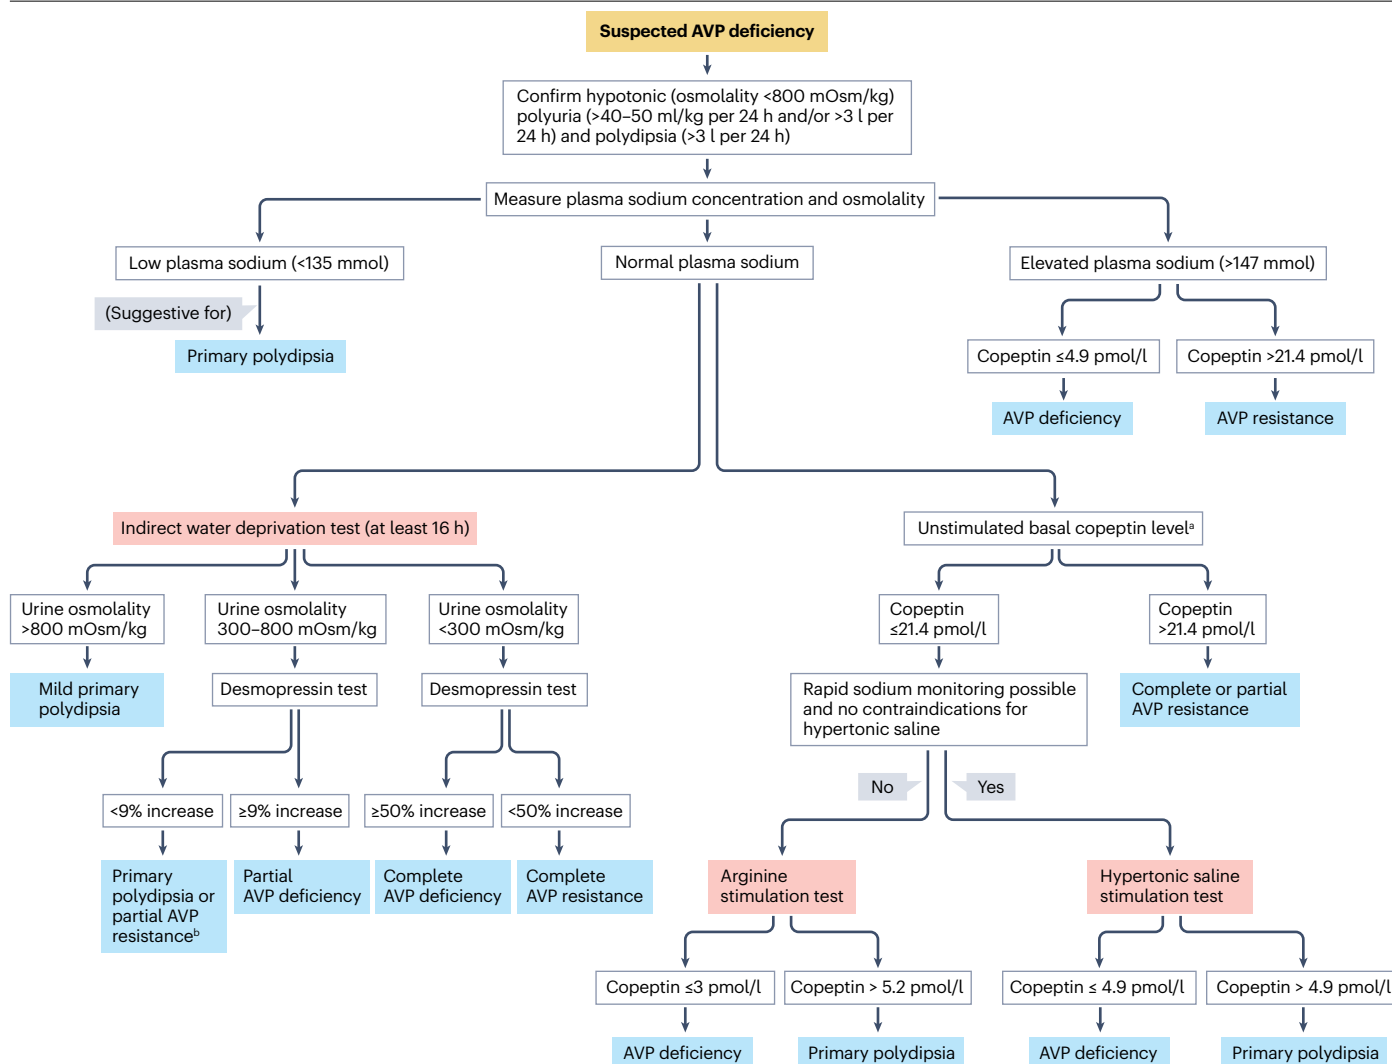 Suspected AVP deficiency
Confirm hypotonic (osmolality <800 mOsm/kg)
polyuria (>40–50 ml/kg per 24 h and/or >3 l per
24 h) and polydipsia (>3 l per 24 h)
Measure plasma sodium concentration and osmolality
Low plasma sodium (<135 mmol)
Normal plasma sodium
Elevated plasma sodium (>147 mmol)
(Suggestive for)
Primary polydipsia
Copeptin ≤4.9 pmol/l
Copeptin >21.4 pmol/l
AVP deficiency
AVP resistance
Indirect water deprivation test (at least 16 h)
Unstimulated basal copeptin levelᵃ
Urine osmolality
>800 mOsm/kg
Urine osmolality
300–800 mOsm/kg
Urine osmolality
<300 mOsm/kg
Copeptin
≤21.4 pmol/l
Copeptin
>21.4 pmol/l
Mild primary
polydipsia
Desmopressin test
Desmopressin test
Rapid sodium monitoring possible
and no contraindications for
hypertonic saline
Complete or partial
AVP resistance
No
Yes
<9% increase
≥9% increase
≥50% increase
<50% increase
Primary
polydipsia or
partial AVP
resistanceᵇ
Partial
AVP deficiency
Complete
AVP deficiency
Complete
AVP resistance
Arginine
stimulation test
Hypertonic saline
stimulation test
Copeptin ≤3 pmol/l
Copeptin > 5.2 pmol/l
Copeptin ≤ 4.9 pmol/l
Copeptin > 4.9 pmol/l
AVP deficiency
Primary polydipsia
AVP deficiency
Primary polydipsia